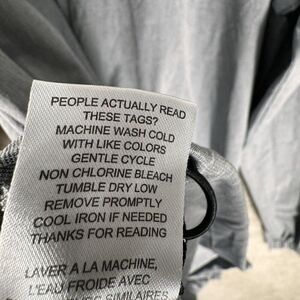 PEOPLE ACTUALLY READ
THESE TAGS?
MACHINE WASH COLD
WITH LIKE COLORS
GENTLE CYCLE
NON CHLORINE BLEACH
TUMBLE DRY LOW
REMOVE PROMPTLY
COOL IRON IF NEEDED
THANKS FOR READING
LAVER A LA MACHINE,
L'EAU FROIDE AVEC
SIMILAIRES